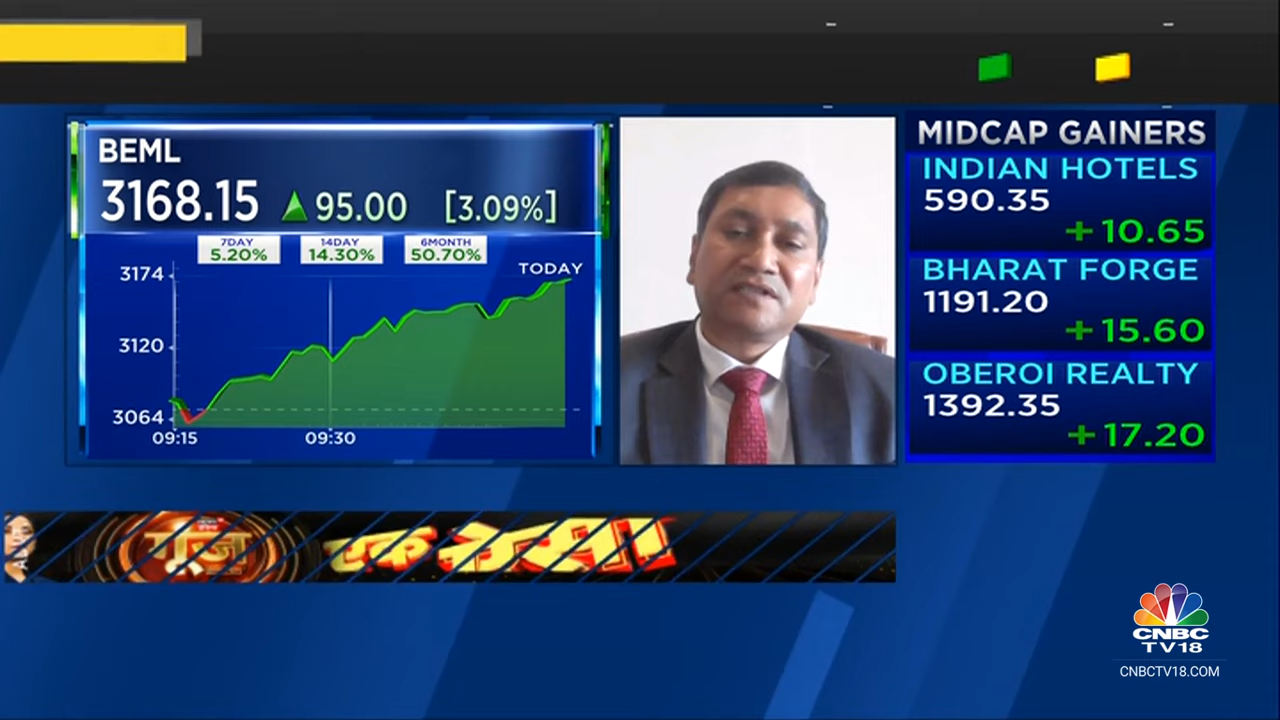 BEML
3168.15 ▲ 95.00 [3.09%]
7DAY
5.20%
14DAY
14.30%
6MONTH
50.70%
TODAY
3174
3120
3064
09:15
09:30
MIDCAP GAINERS
INDIAN HOTELS
590.35
+10.65
BHARAT FORGE
1191.20
+15.60
OBEROI REALTY
1392.35
+17.20
गूंज
एक
CNBC
TV18
CNBCTV18.COM